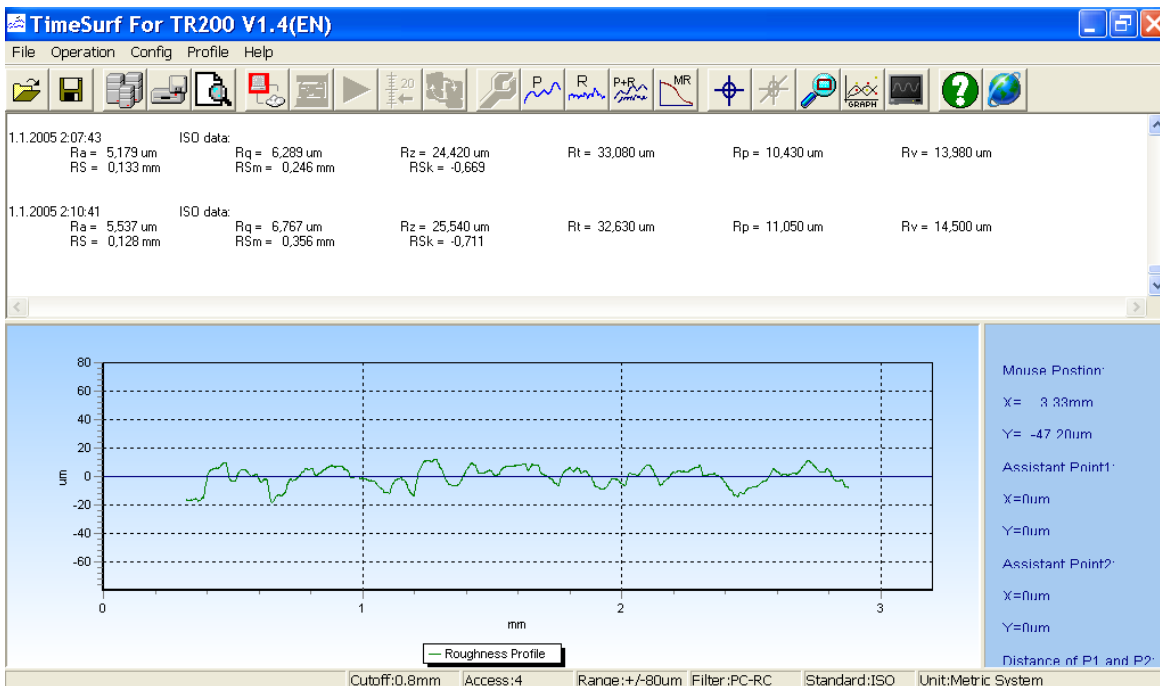 TimeSurf For TR200 V1.4(EN)
File Operation Config Profile Help
20 P R P+R MR GRAPH ?
1.1.2005 2:07:43 ISO data:
Ra = 5,179 um Rq = 6,289 um Rz = 24,420 um Rt = 33,080 um Rp = 10,430 um Rv = 13,980 um
RS = 0,133 mm RSm = 0,246 mm RSk = -0,669
1.1.2005 2:10:41 ISO data:
Ra = 5,537 um Rq = 6,767 um Rz = 25,540 um Rt = 32,630 um Rp = 11,050 um Rv = 14,500 um
RS = 0,128 mm RSm = 0,356 mm RSk = -0,711
80
60
40
20
0
-20
-40
-60
um
0 1 2 3
mm
Roughness Profile
Mouse Postion:
X= 3.33mm
Y= -47.20um
Assistant Point1:
X=0um
Y=0um
Assistant Point2:
X=0um
Y=0um
Distance of P1 and P2:
Cutoff:0.8mm Access:4 Range:+/-80um Filter:PC-RC Standard:ISO Unit:Metric System